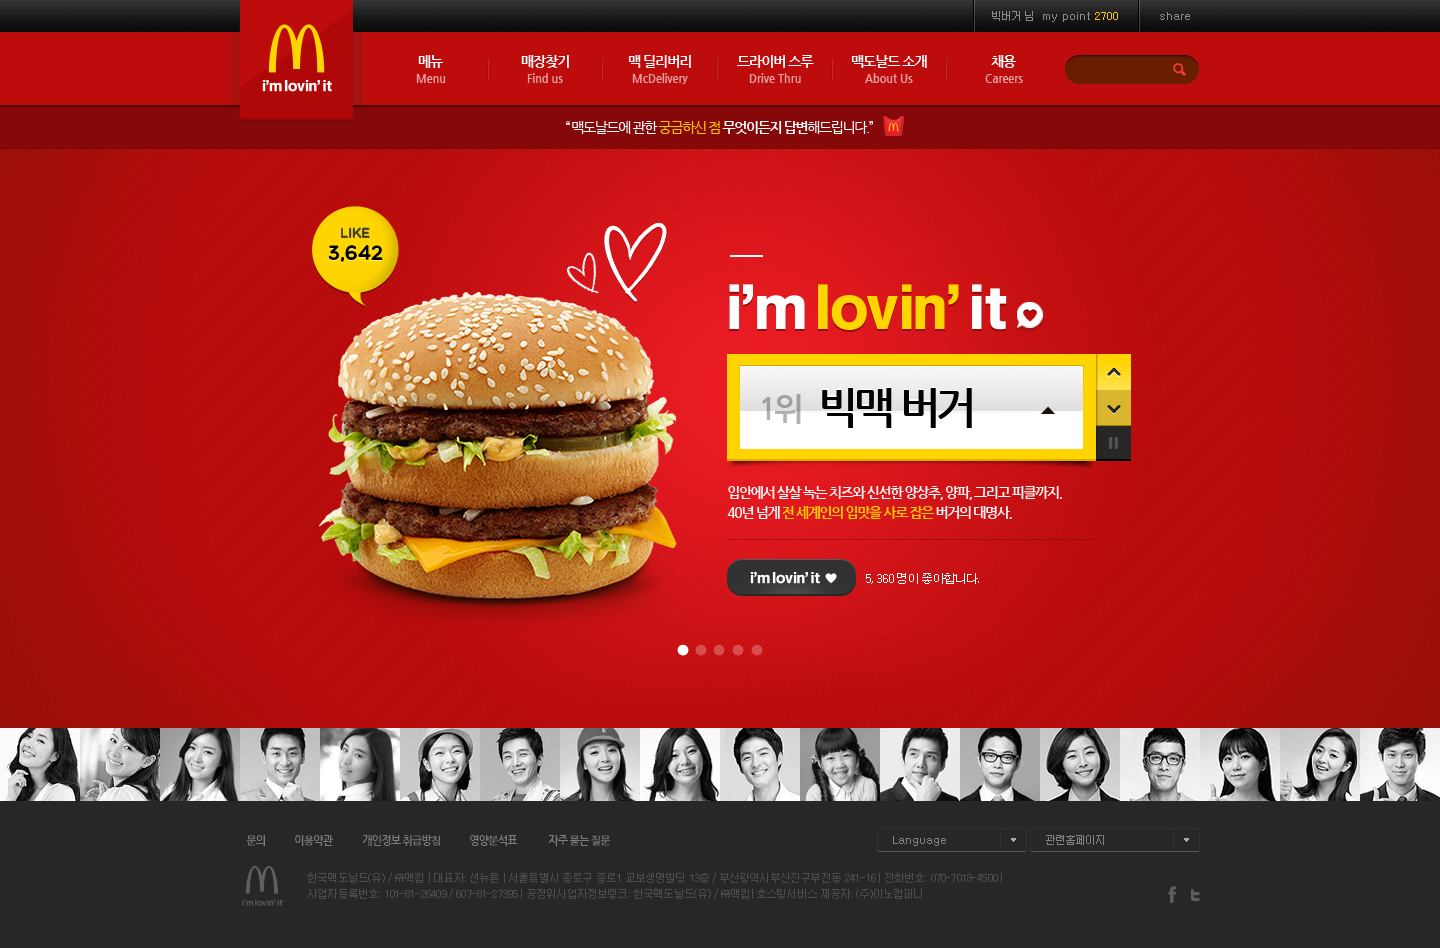 빅버거 님 my point 2700
share
i'm lovin' it
메뉴
Menu
매장찾기
Find us
맥 딜리버리
McDelivery
드라이버 스루
Drive Thru
맥도날드 소개
About Us
채용
Careers
“맥도날드에 관한 궁금하신 점 무엇이든지 답변해드립니다.”
LIKE
3,642
i'm lovin' it
1위 빅맥 버거
입안에서 살살 녹는 치즈와 신선한 양상추, 양파, 그리고 피클까지.
40년 넘게 전 세계인의 입맛을 사로 잡은 버거의 대명사.
i'm lovin' it
5, 360명이 좋아합니다.
문의
이용약관
개인정보 취급방침
영양분석표
자주 묻는 질문
Language
관련홈페이지
i'm lovin' it
한국맥도날드(유) / ㈜맥킴 | 대표자: 션뉴튼 | 서울특별시 종로구 종로1 교보생명빌딩 13층 / 부산광역시부산진구부전동 241-16 | 전화번호: 070-7018-4500 |
사업자등록번호: 101-81-26409 / 607-81-27395 | 공정위사업자정보링크: 한국맥도날드(유) / ㈜맥킴 | 호스팅서비스 제공자: (주)이노컴퍼니